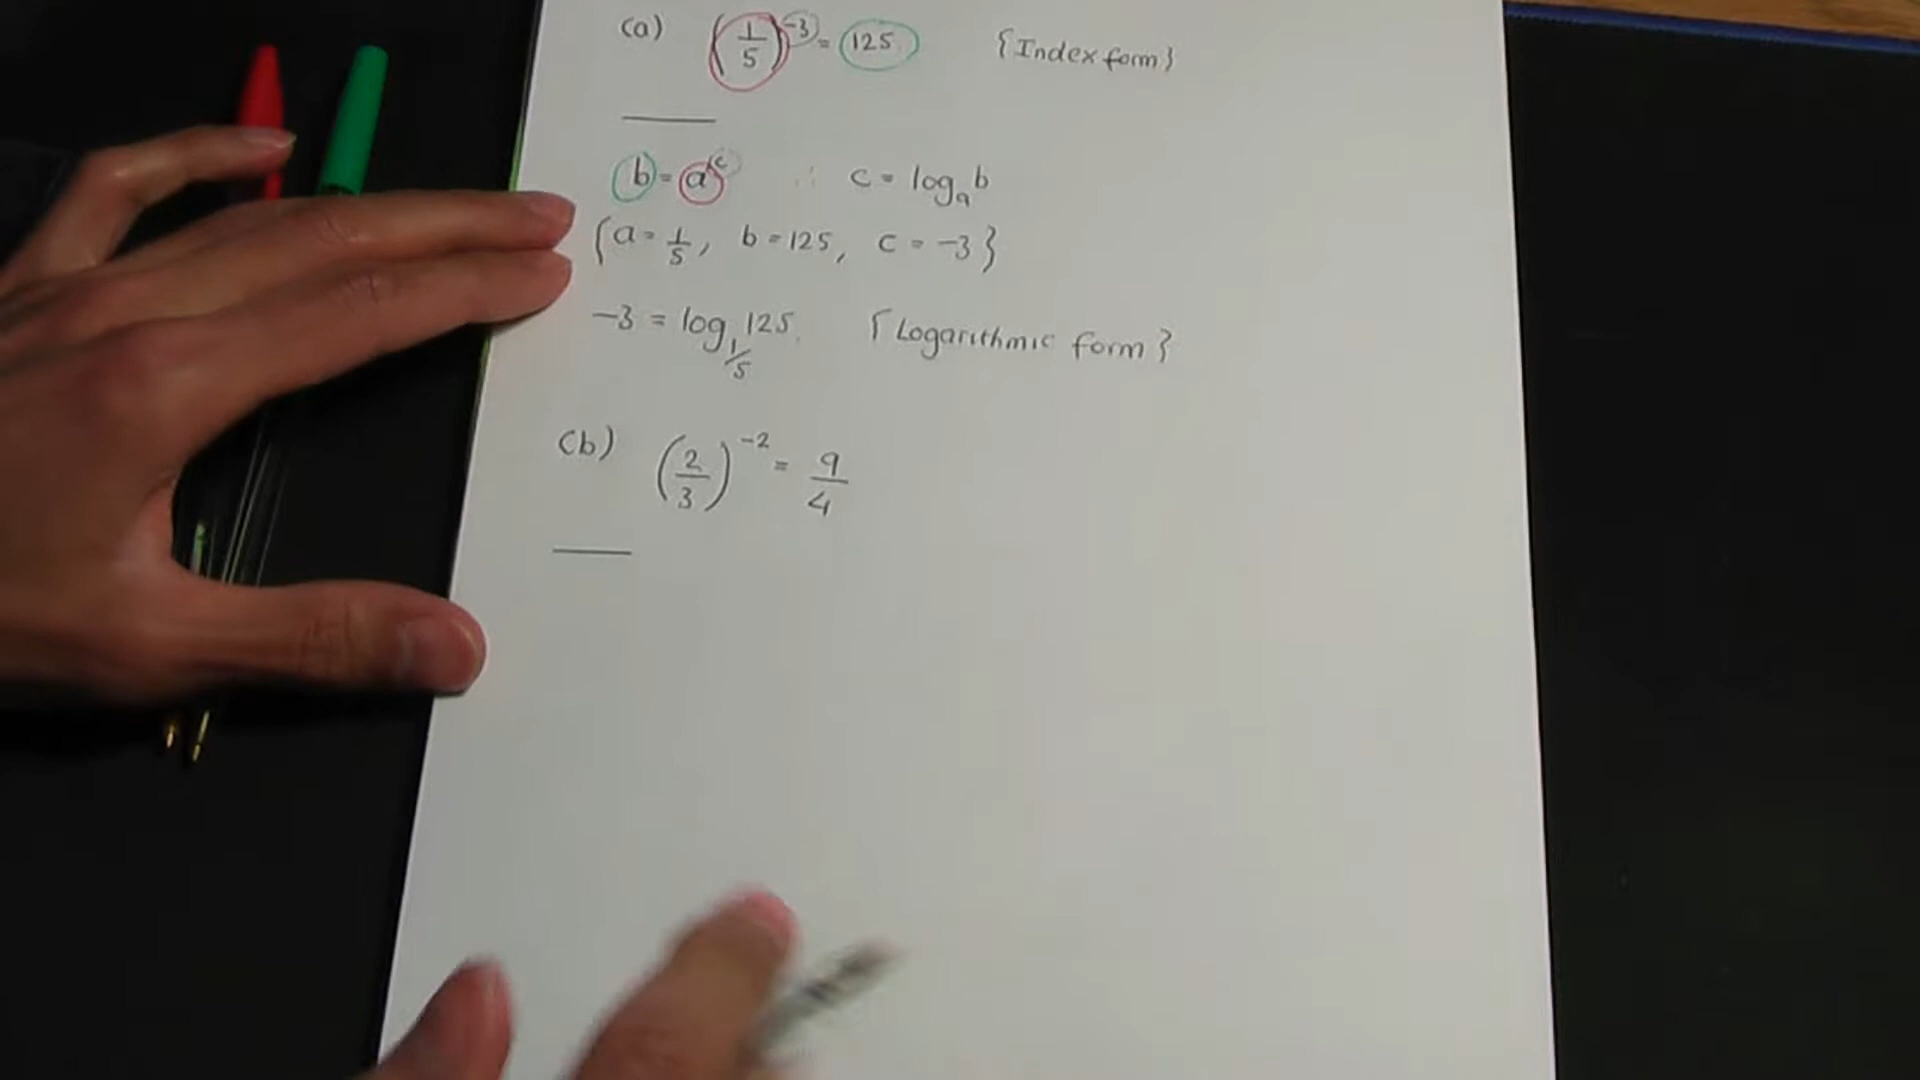 (a) (1/5)^-3 = 125 {Index form}
b = a^c ∴ c = log_a b
{a = 1/5, b = 125, c = -3}
-3 = log_1/5 125. {Logarithmic form}
(b) (2/3)^-2 = 9/4